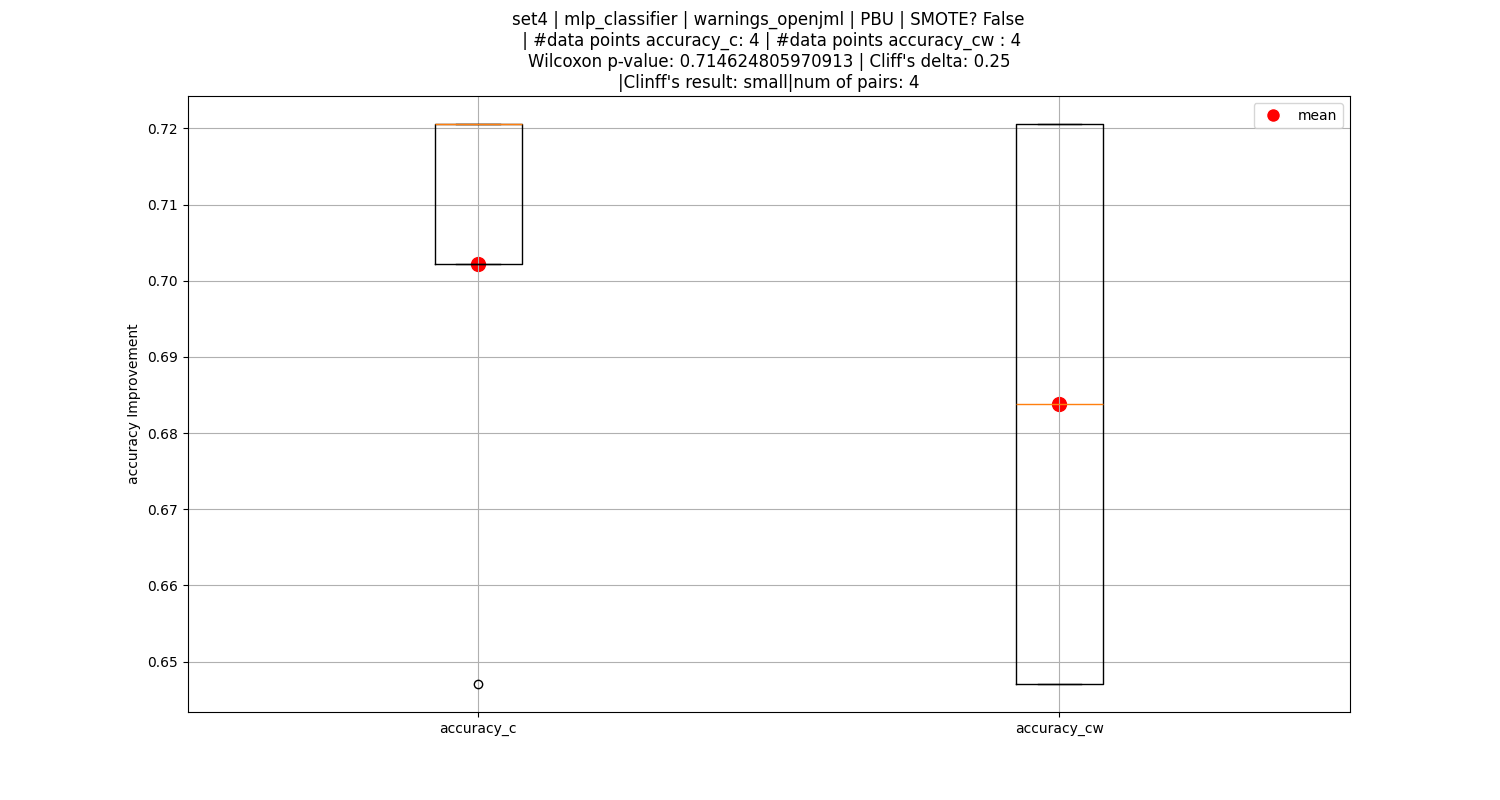 set4 | mlp_classifier | warnings_openjml | PBU | SMOTE? False
| #data points accuracy_c: 4 | #data points accuracy_cw : 4
Wilcoxon p-value: 0.714624805970913 | Cliff's delta: 0.25
|Clinff's result: small|num of pairs: 4
mean
0.72
0.71
0.70
0.69
0.68
0.67
0.66
0.65
accuracy Improvement
accuracy_c
accuracy_cw